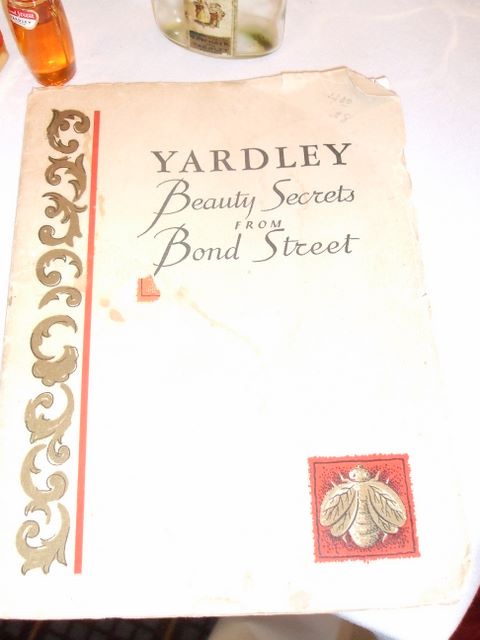 YARDLEY
Beauty Secrets
FROM
Bond Street